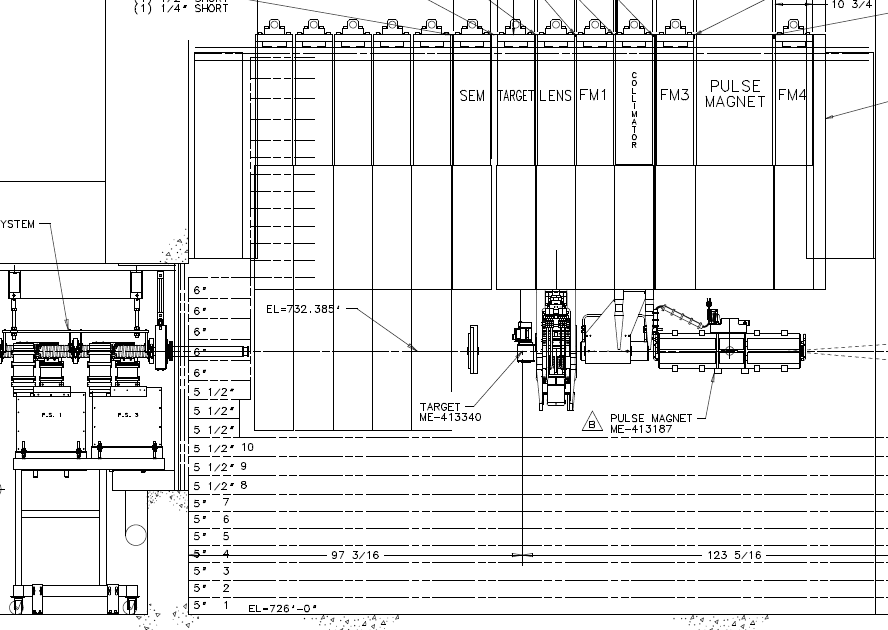 (1) 1/4" SHORT
10 3/4
SEM
TARGET
LENS
FM1
COLLIMATOR
FM3
PULSE
MAGNET
FM4
YSTEM
EL=732.385'
6"
6"
6"
6"
6"
5 1/2"
5 1/2"
5 1/2"
5 1/2" 10
5 1/2" 9
5 1/2" 8
5" 7
5" 6
5" 5
5" 4
5" 3
5" 2
5" 1
P.S. 1
P.S. 3
TARGET
ME-413340
B
PULSE MAGNET
ME-413187
97 3/16
123 5/16
EL=726'-0"